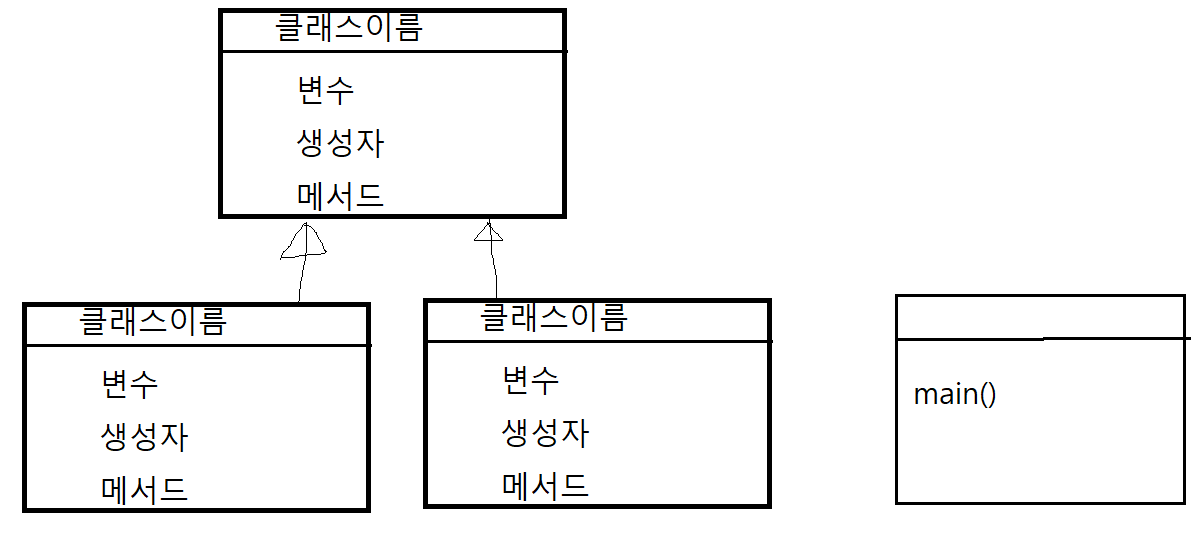 클래스이름
변수
생성자
메서드
클래스이름
변수
생성자
메서드
클래스이름
변수
생성자
메서드
main()